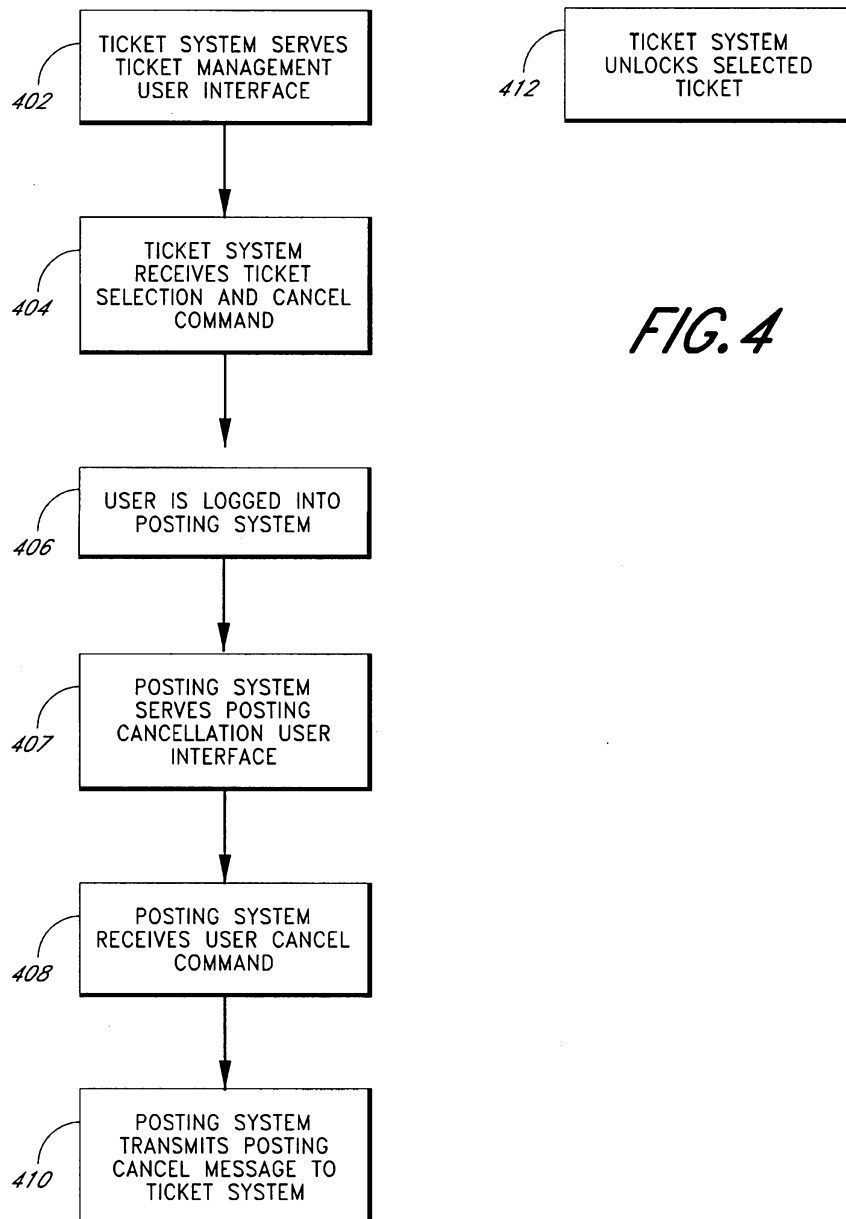 TICKET SYSTEM SERVES
TICKET MANAGEMENT
USER INTERFACE
402
TICKET SYSTEM
RECEIVES TICKET
SELECTION AND CANCEL
COMMAND
404
USER IS LOGGED INTO
POSTING SYSTEM
406
POSTING SYSTEM
SERVES POSTING
CANCELLATION USER
INTERFACE
407
POSTING SYSTEM
RECEIVES USER CANCEL
COMMAND
408
POSTING SYSTEM
TRANSMITS POSTING
CANCEL MESSAGE TO
TICKET SYSTEM
410
TICKET SYSTEM
UNLOCKS SELECTED
TICKET
412
FIG. 4